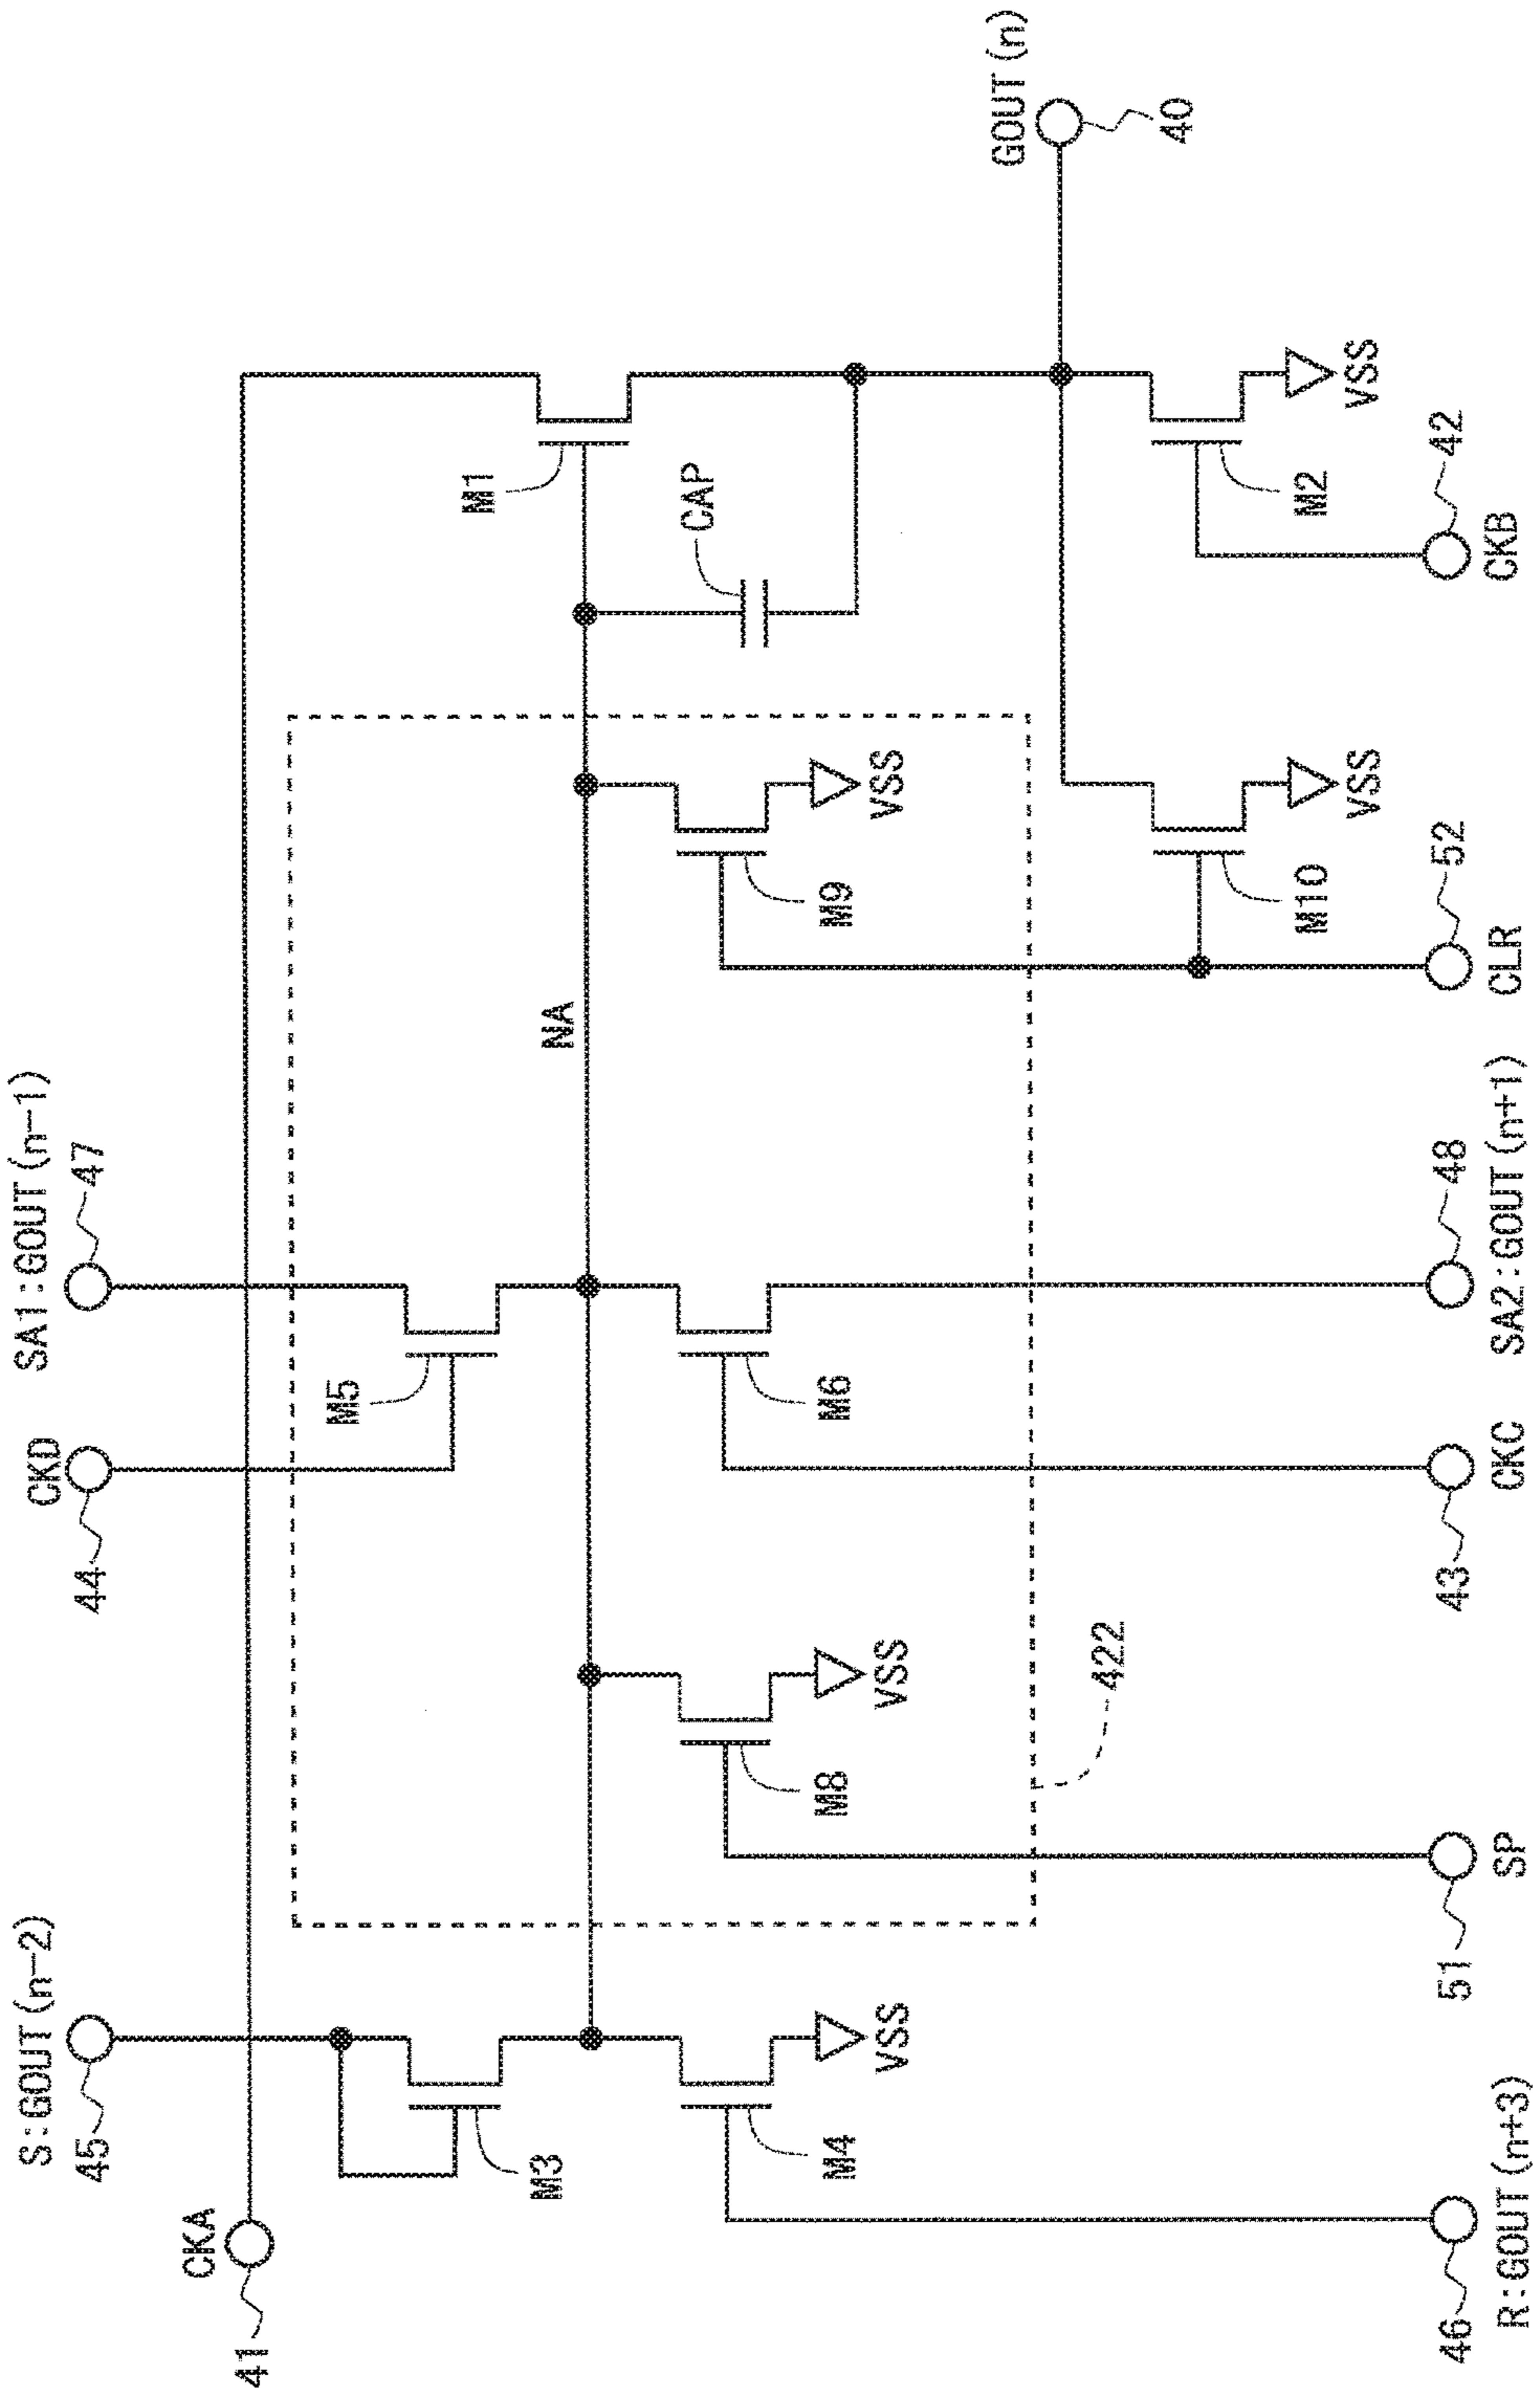 S:GOUT(n-2)
45
CKA
41
CKD
44
SA1:GOUT(n-1)
47
M3
M4
VSS
R:GOUT(n+3)
46
M8
VSS
SP
51
422
M5
M6
CKC
43
SA2:GOUT(n+1)
48
NA
M9
VSS
M10
VSS
CLR
52
M1
CAP
M2
VSS
CKB
42
GOUT(n)
40